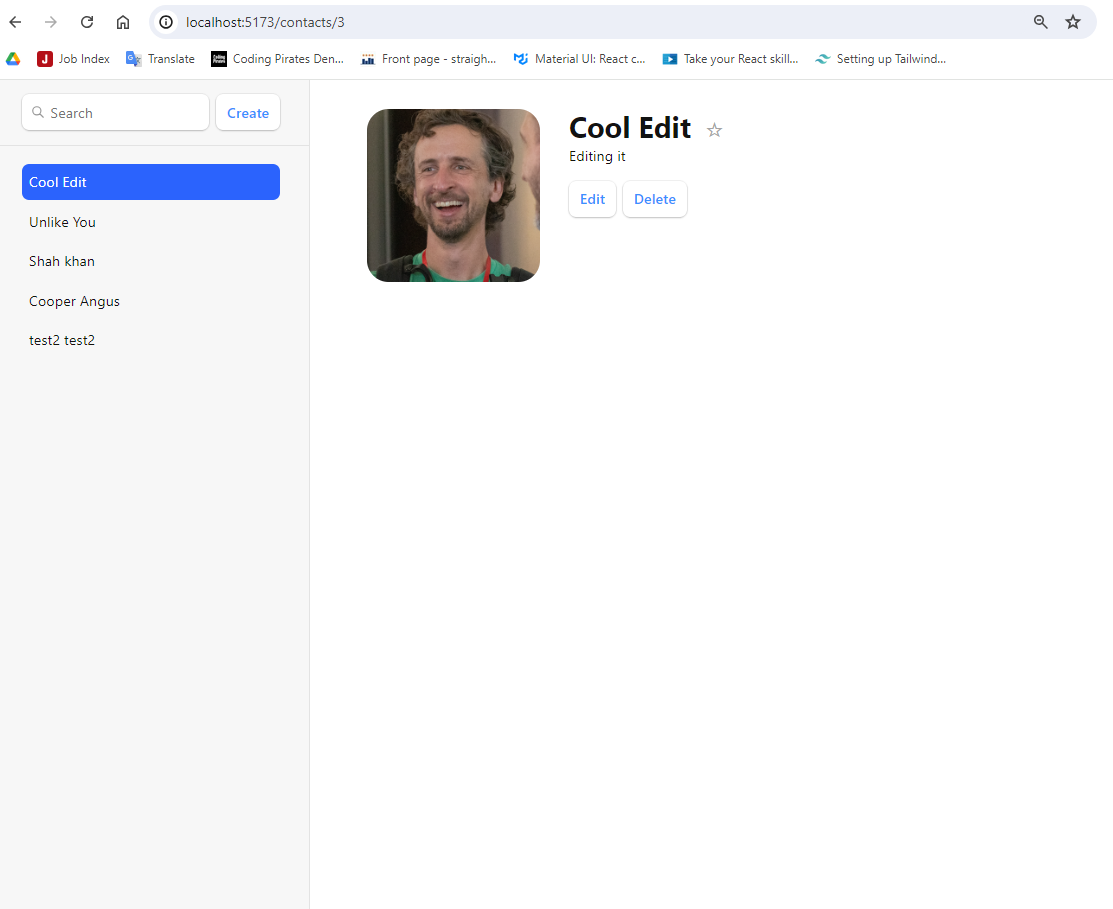 localhost:5173/contacts/3
Job Index
Translate
Coding Pirates Den...
Front page - straigh...
Material UI: React c...
Take your React skill...
Setting up Tailwind...
Search
Create
Cool Edit
Unlike You
Shah khan
Cooper Angus
test2 test2
Cool Edit
Editing it
Edit
Delete